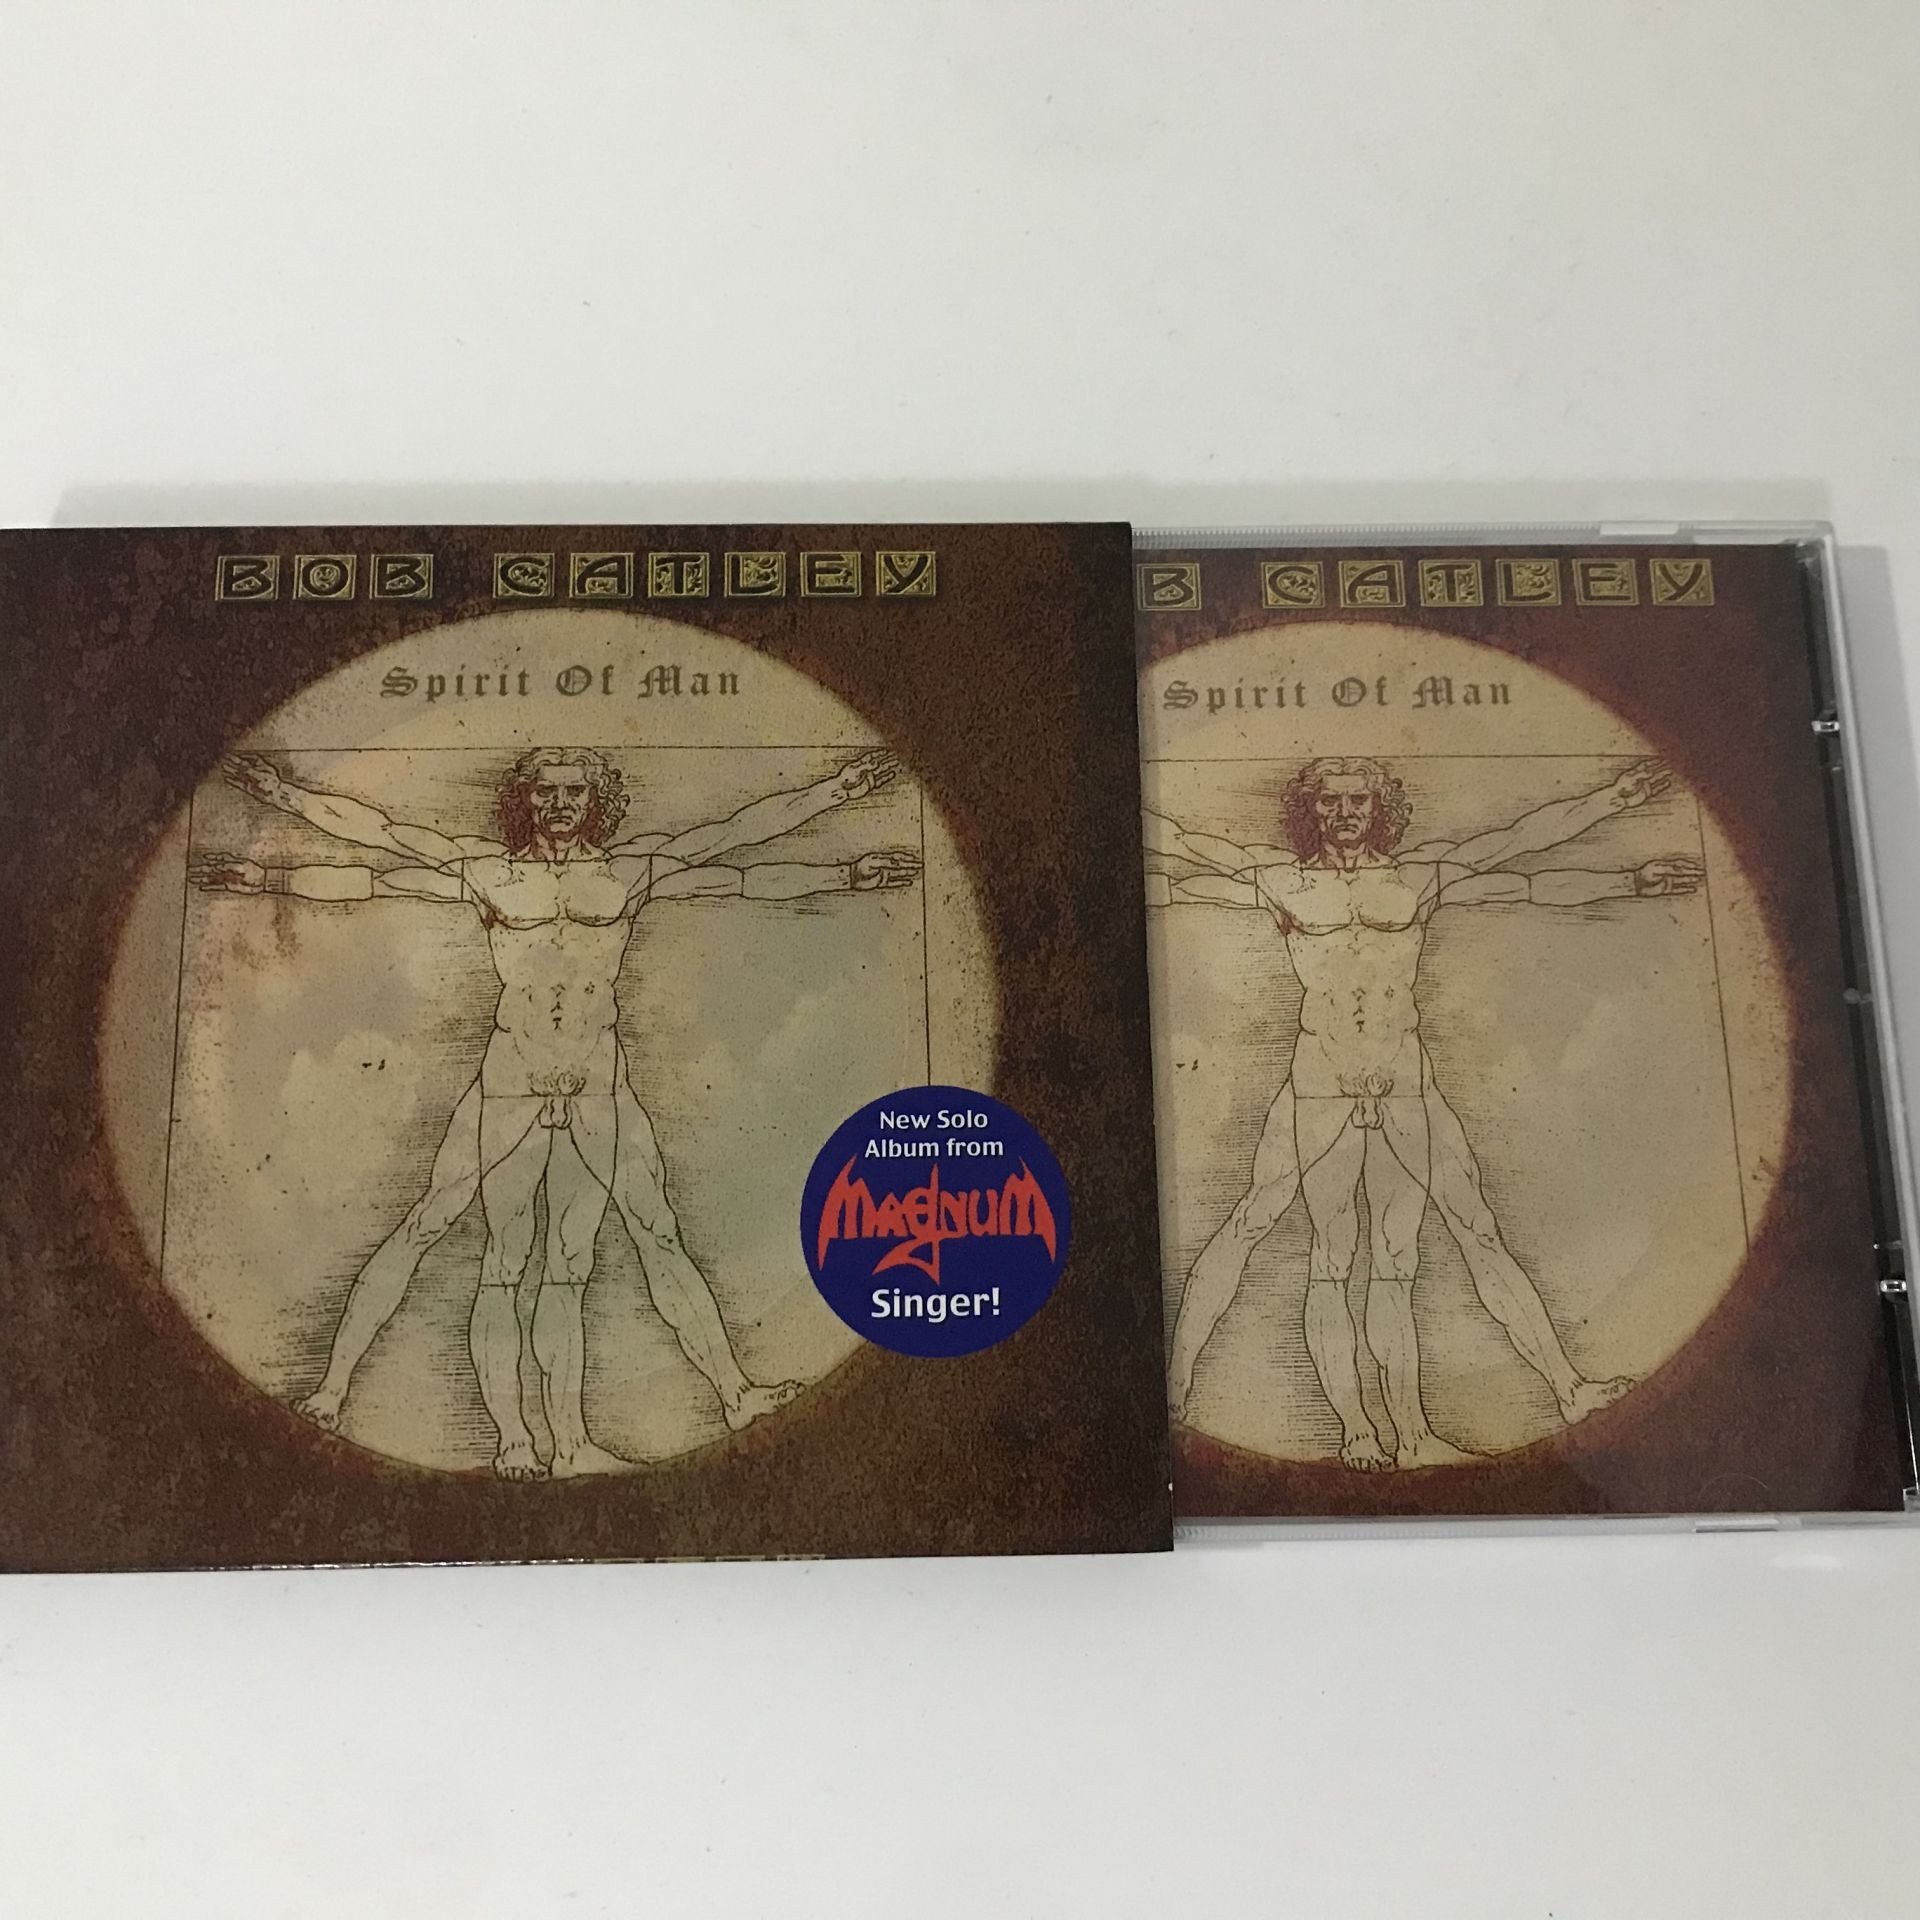 BOB CATLEY
Spirit Of Man
New Solo
Album from
MAGNUM
Singer!
B CATLEY
Spirit Of Man